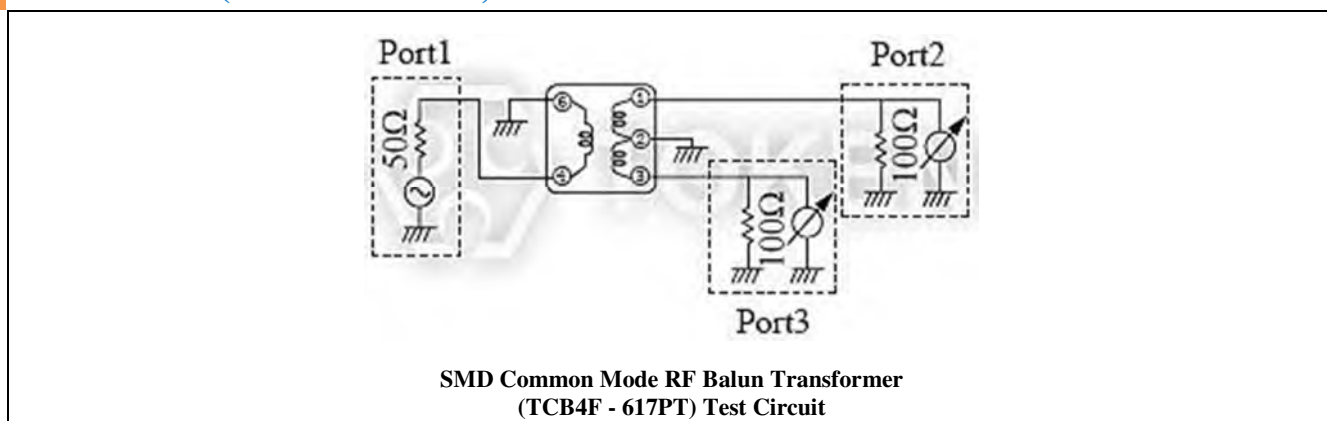 Port1
Port2
50Ω
⑥
①
②
④
③
100Ω
100Ω
TOKEN
Port3
SMD Common Mode RF Balun Transformer
(TCB4F - 617PT) Test Circuit